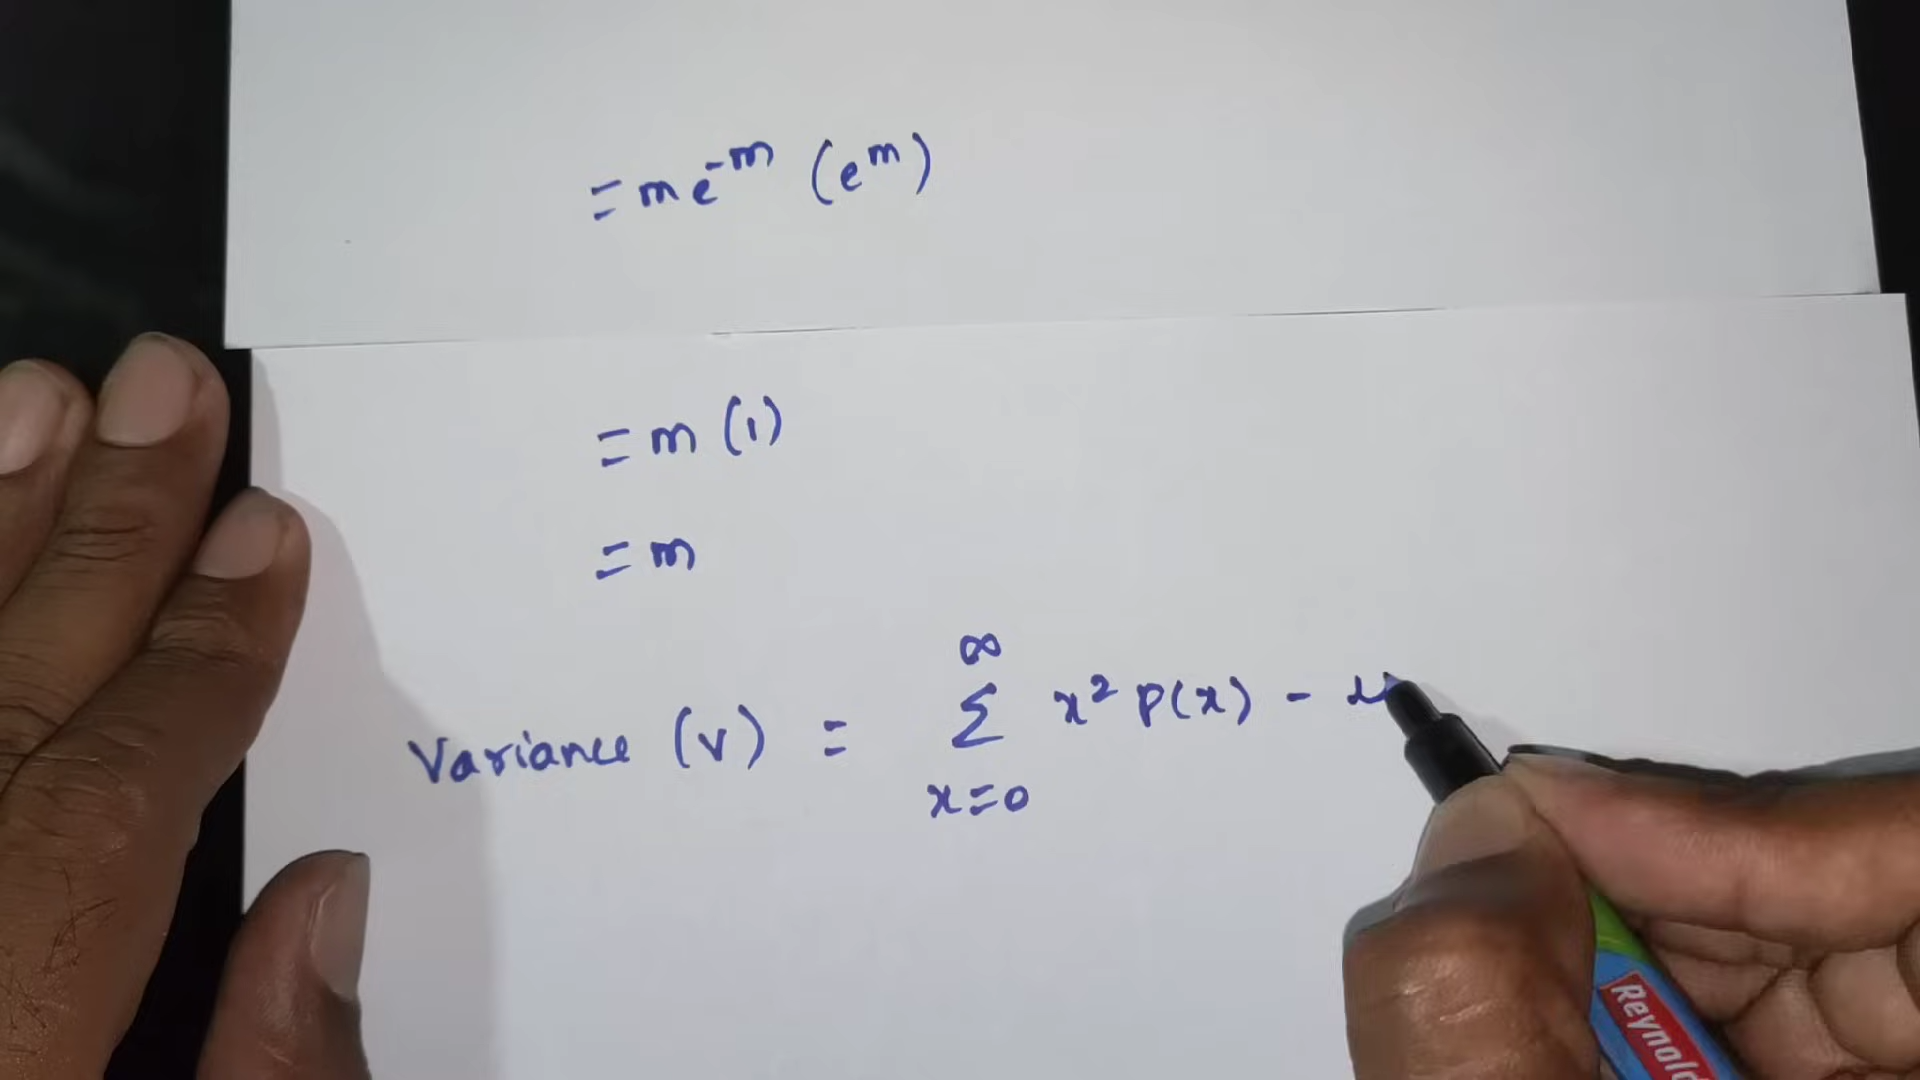 = me^-m (e^m)
= m (1)
= m
Variance (v) = ∞ Σ x=0 x² P(x) - μ
Reynold